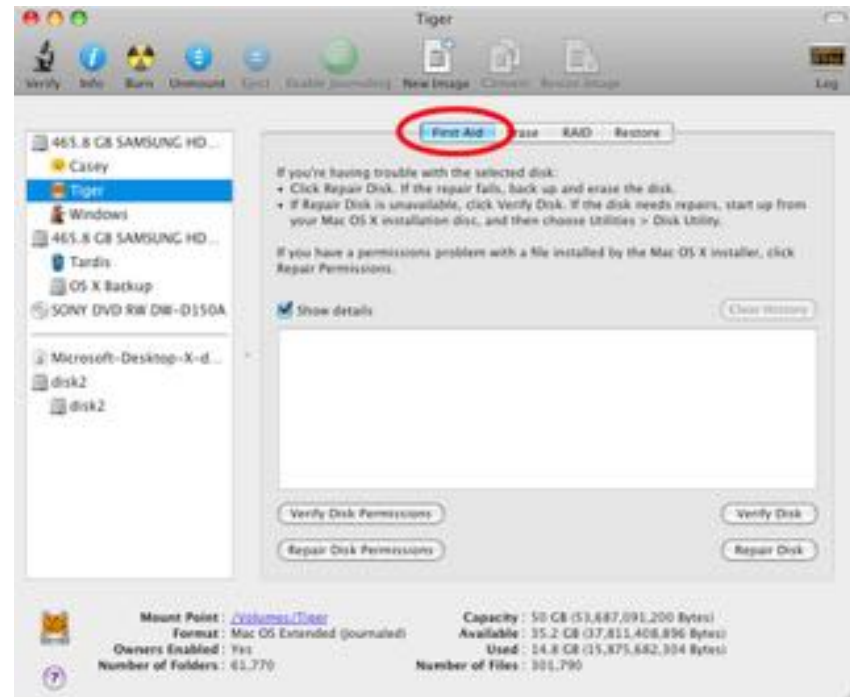 Tiger
Verify Info Burn Unmount Eject Enable Journaling New Image Convert Resize Image Log
465.8 GB SAMSUNG HD...
Casey
Tiger
Windows
465.8 GB SAMSUNG HD...
Tardis
OS X Backup
SONY DVD RW DW-D150A
Microsoft-Desktop-X-d...
disk2
disk2
First Aid Erase RAID Restore
If you're having trouble with the selected disk:
• Click Repair Disk. If the repair fails, back up and erase the disk.
• If Repair Disk is unavailable, click Verify Disk. If the disk needs repairs, start up from
your Mac OS X installation disc, and then choose Utilities > Disk Utility.
If you have a permissions problem with a file installed by the Mac OS X installer, click
Repair Permissions.
Show details
Clear History
Verify Disk Permissions
Verify Disk
Repair Disk Permissions
Repair Disk
Mount Point : /Volumes/Tiger
Format : Mac OS Extended (Journaled)
Owners Enabled : Yes
Number of Folders : 61,770
Capacity : 50 GB (53,687,091,200 Bytes)
Available : 35.2 GB (37,811,408,896 Bytes)
Used : 14.8 GB (15,875,682,304 Bytes)
Number of Files : 301,790